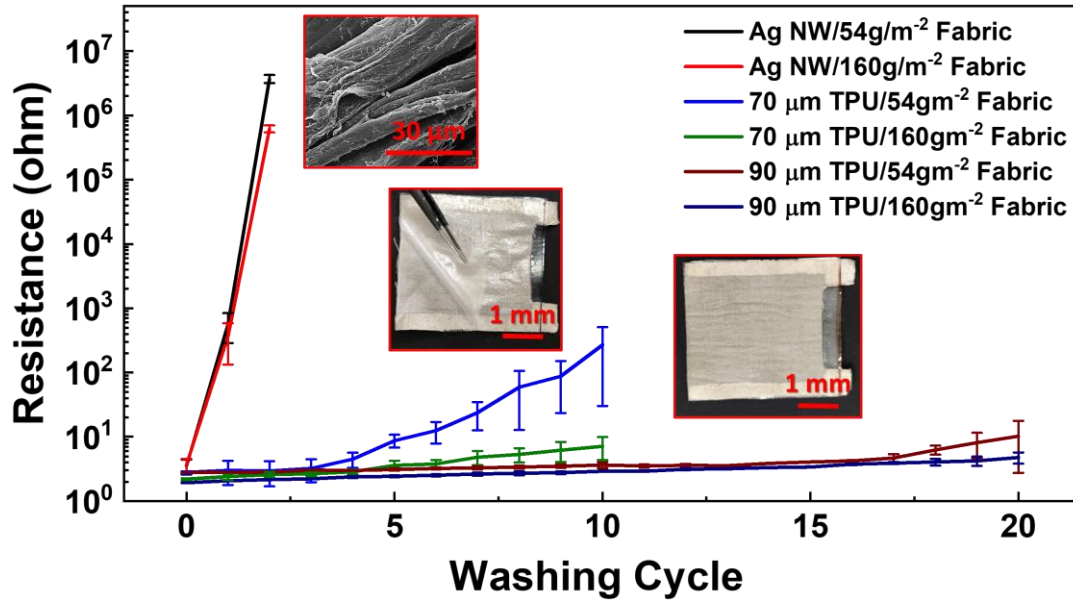 Resistance (ohm)
10⁷
10⁶
10⁵
10⁴
10³
10²
10¹
10⁰
30 μm
1 mm
1 mm
Ag NW/54g/m⁻² Fabric
Ag NW/160g/m⁻² Fabric
70 μm TPU/54gm⁻² Fabric
70 μm TPU/160gm⁻² Fabric
90 μm TPU/54gm⁻² Fabric
90 μm TPU/160gm⁻² Fabric
0 5 10 15 20
Washing Cycle